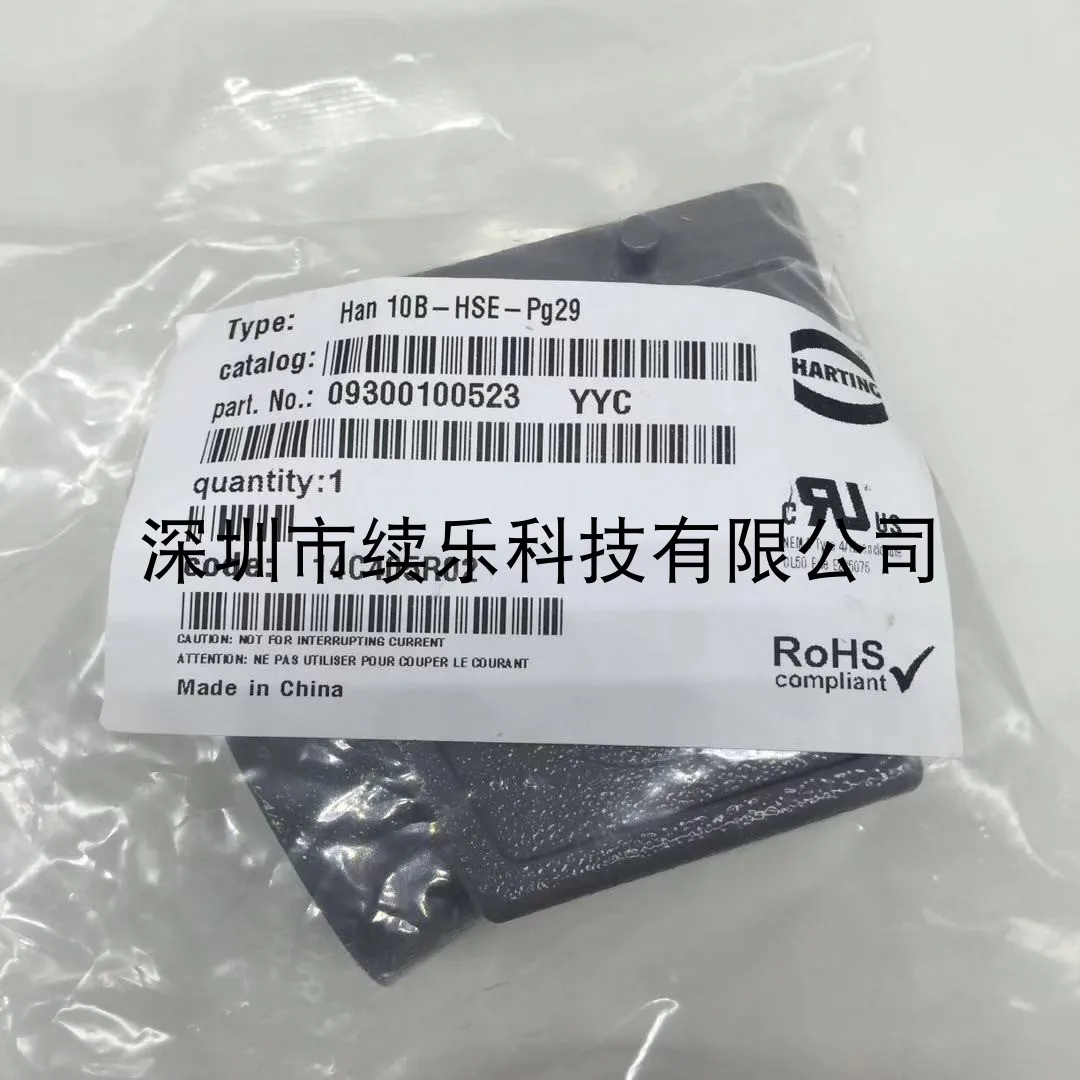 Type: Han 10B-HSE-Pg29
catalog:
HARTING
part. No.: 09300100523 YYC
quantity:1
深圳市续乐科技有限公司
C UR US
CAUTION: NOT FOR INTERRUPTING CURRENT
ATTENTION: NE PAS UTILISER POUR COUPER LE COURANT
Made in China
RoHS
compliant